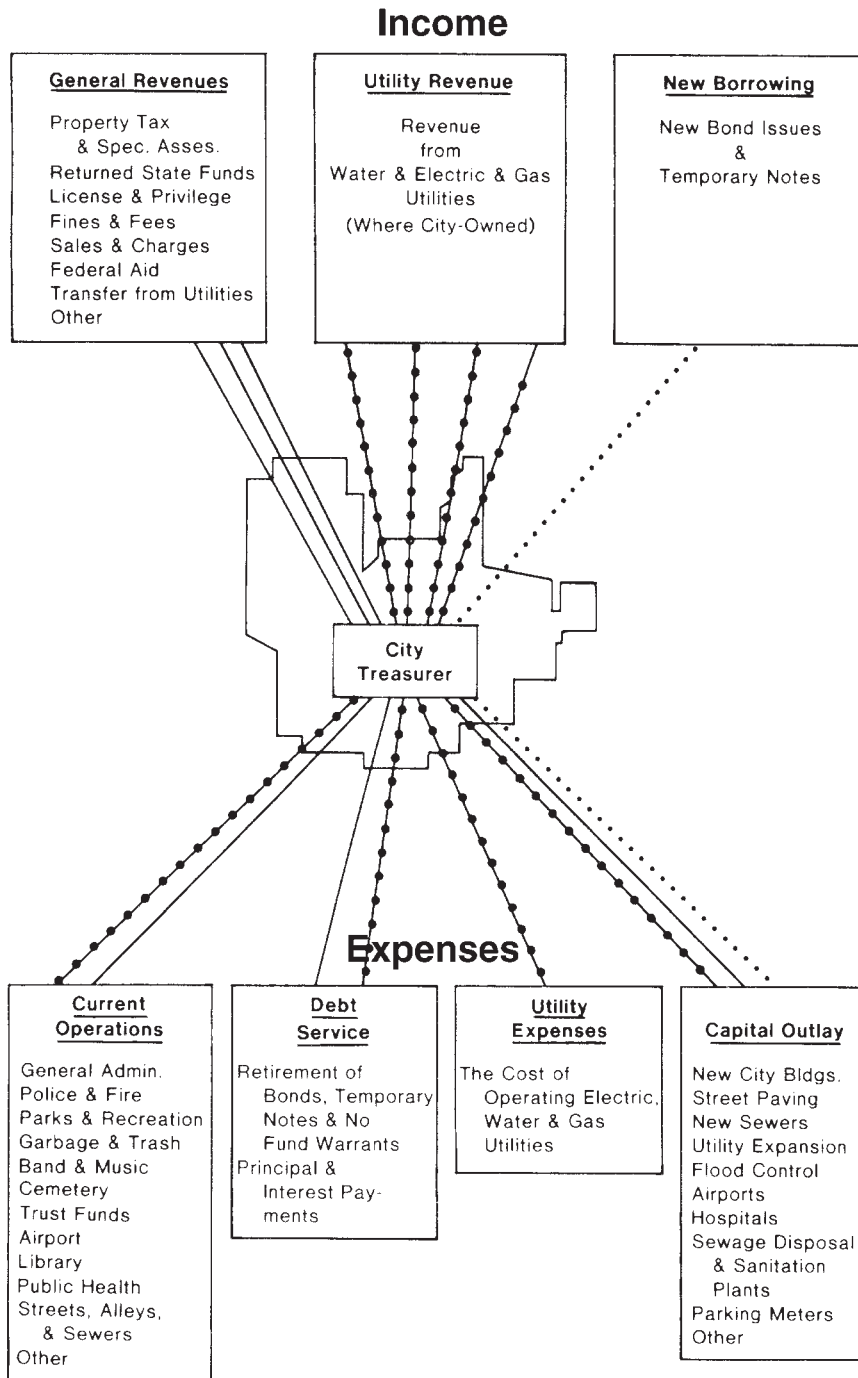 Income
General Revenues
Property Tax
& Spec. Asses.
Returned State Funds
License & Privilege
Fines & Fees
Sales & Charges
Federal Aid
Transfer from Utilities
Other
Utility Revenue
Revenue
from
Water & Electric & Gas
Utilities
(Where City-Owned)
New Borrowing
New Bond Issues
&
Temporary Notes
City
Treasurer
Expenses
Current
Operations
General Admin.
Police & Fire
Parks & Recreation
Garbage & Trash
Band & Music
Cemetery
Trust Funds
Airport
Library
Public Health
Streets, Alleys,
& Sewers
Other
Debt
Service
Retirement of
Bonds, Temporary
Notes & No
Fund Warrants
Principal &
Interest Pay-
ments
Utility
Expenses
The Cost of
Operating Electric,
Water & Gas
Utilities
Capital Outlay
New City Bldgs.
Street Paving
New Sewers
Utility Expansion
Flood Control
Airports
Hospitals
Sewage Disposal
& Sanitation
Plants
Parking Meters
Other